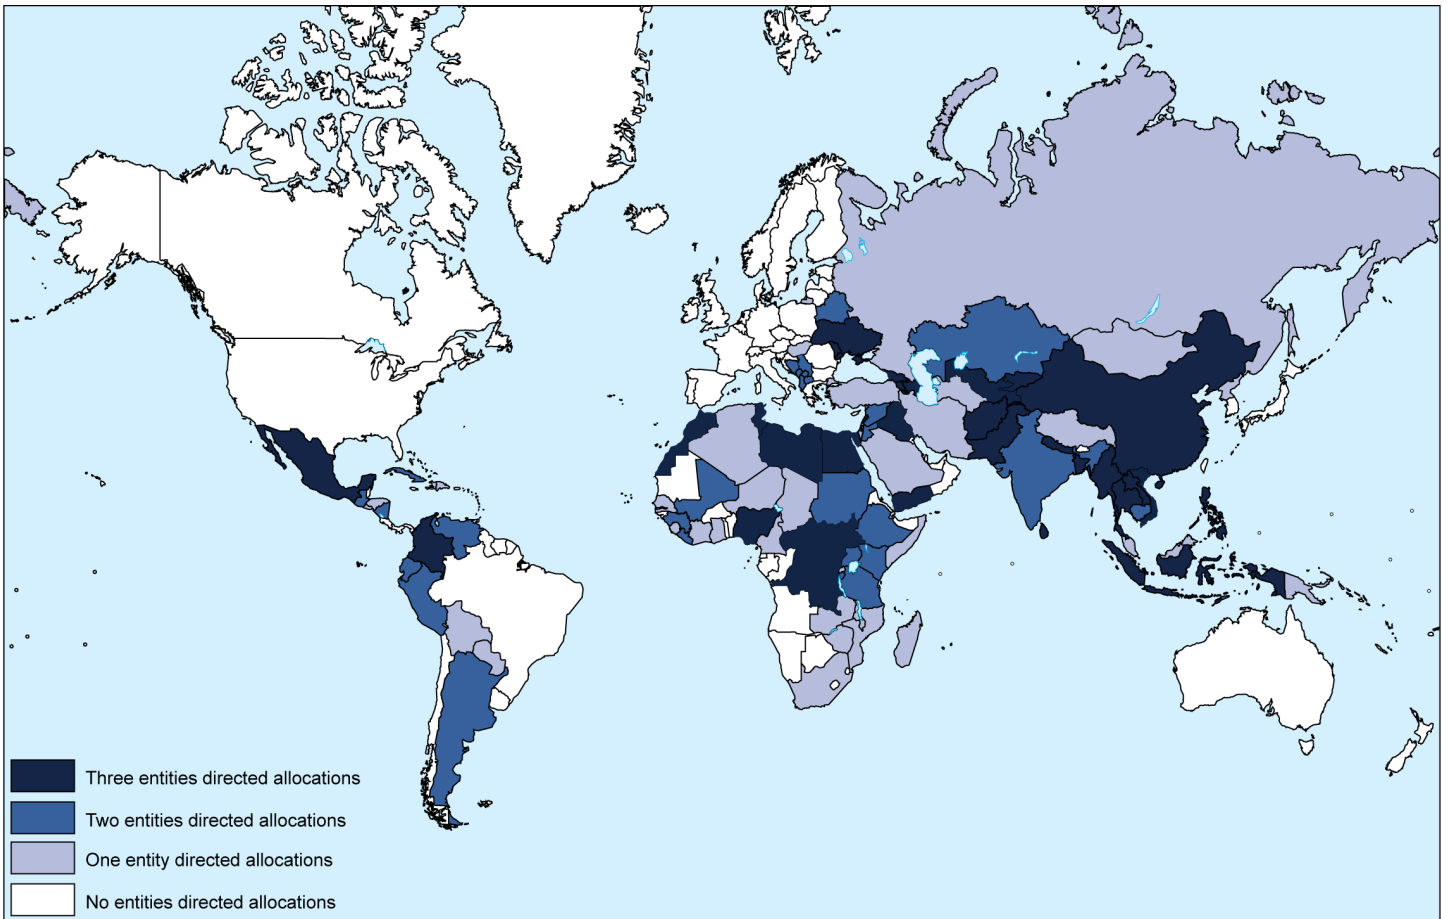 Three entities directed allocations
Two entities directed allocations
One entity directed allocations
No entities directed allocations